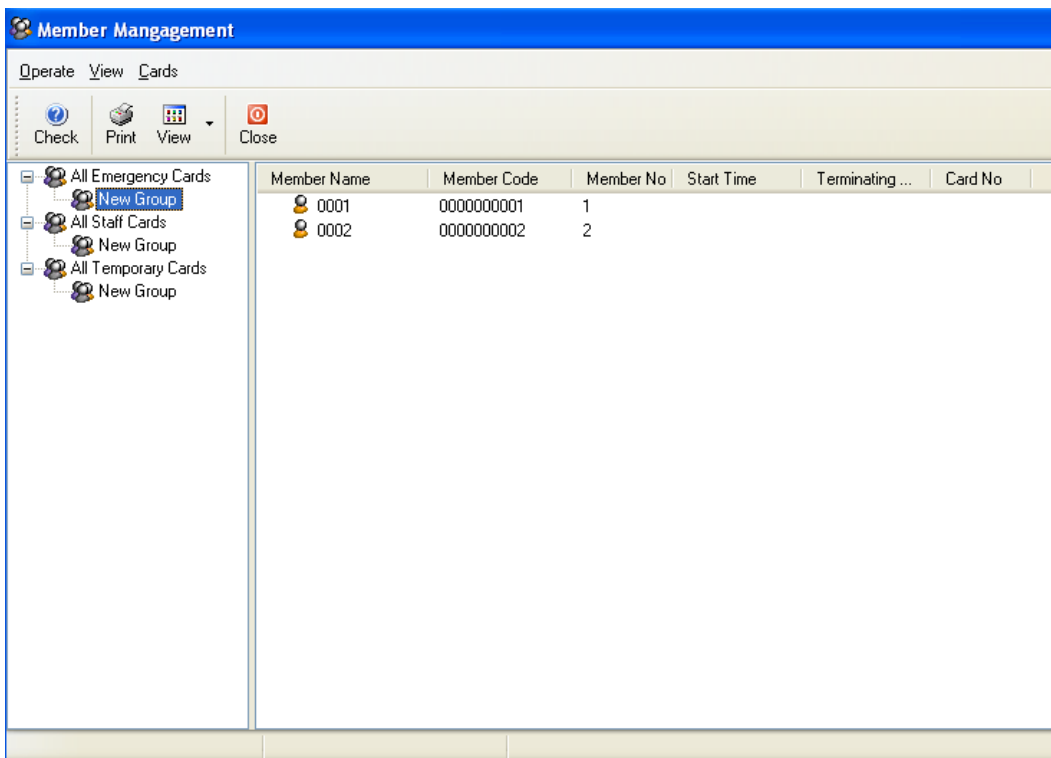 Member Mangagement
Operate View Cards
Check Print View Close
All Emergency Cards
New Group
All Staff Cards
New Group
All Temporary Cards
New Group
Member Name Member Code Member No Start Time Terminating ... Card No
0001 0000000001 1
0002 0000000002 2